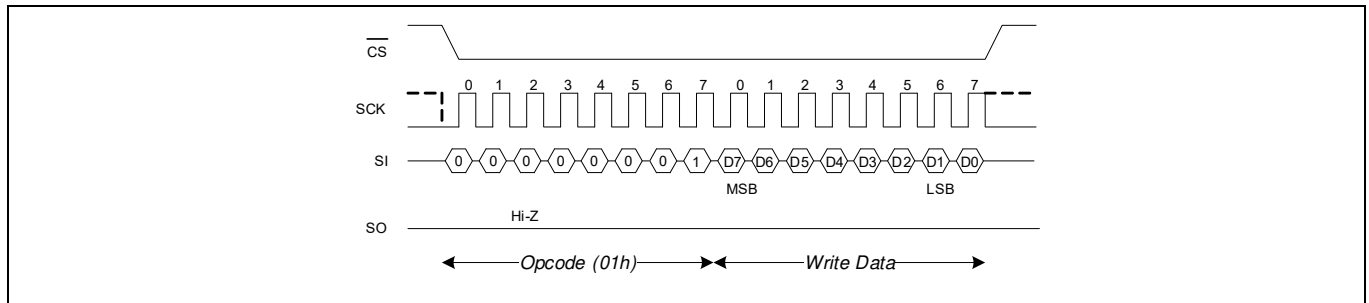 CS
0 1 2 3 4 5 6 7 0 1 2 3 4 5 6 7
SCK
SI 0 0 0 0 0 0 0 1 D7 D6 D5 D4 D3 D2 D1 D0
MSB LSB
Hi-Z
SO
Opcode (01h) Write Data